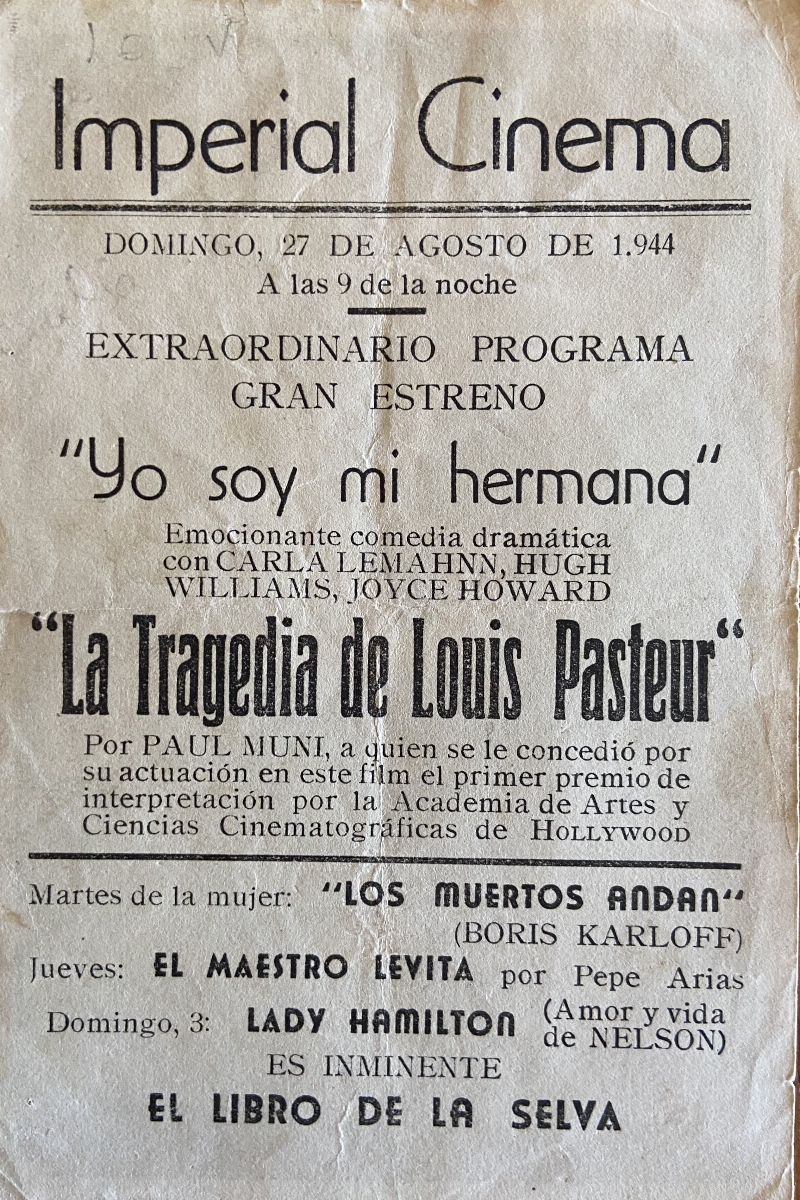 Imperial Cinema
DOMINGO, 27 DE AGOSTO DE 1.944
A las 9 de la noche
EXTRAORDINARIO PROGRAMA
GRAN ESTRENO
"Yo soy mi hermana"
Emocionante comedia dramática
con CARLA LEMAHNN, HUGH
WILLIAMS, JOYCE HOWARD
"La Tragedia de Louis Pasteur"
Por PAUL MUNI, a quien se le concedió por
su actuación en este film el primer premio de
interpretación por la Academia de Artes y
Ciencias Cinematográficas de HOLLYWOOD
Martes de la mujer: "LOS MUERTOS ANDAN"
(BORIS KARLOFF)
Jueves: EL MAESTRO LEVITA por Pepe Arias
Domingo, 3: LADY HAMILTON (Amor y vida
de NELSON)
ES INMINENTE
EL LIBRO DE LA SELVA